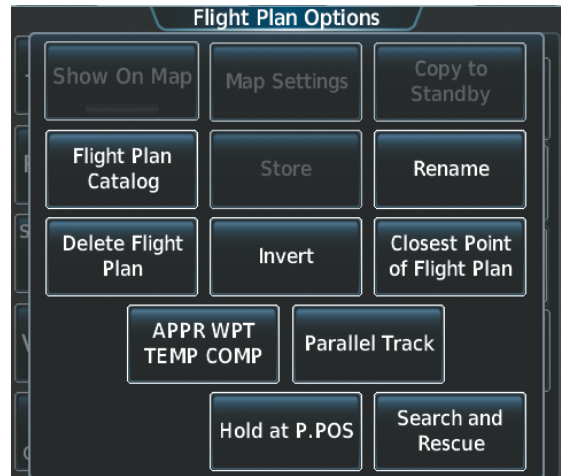 Flight Plan Options
Show On Map
Map Settings
Copy to
Standby
Flight Plan
Catalog
Store
Rename
Delete Flight
Plan
Invert
Closest Point
of Flight Plan
APPR WPT
TEMP COMP
Parallel Track
Hold at P.POS
Search and
Rescue